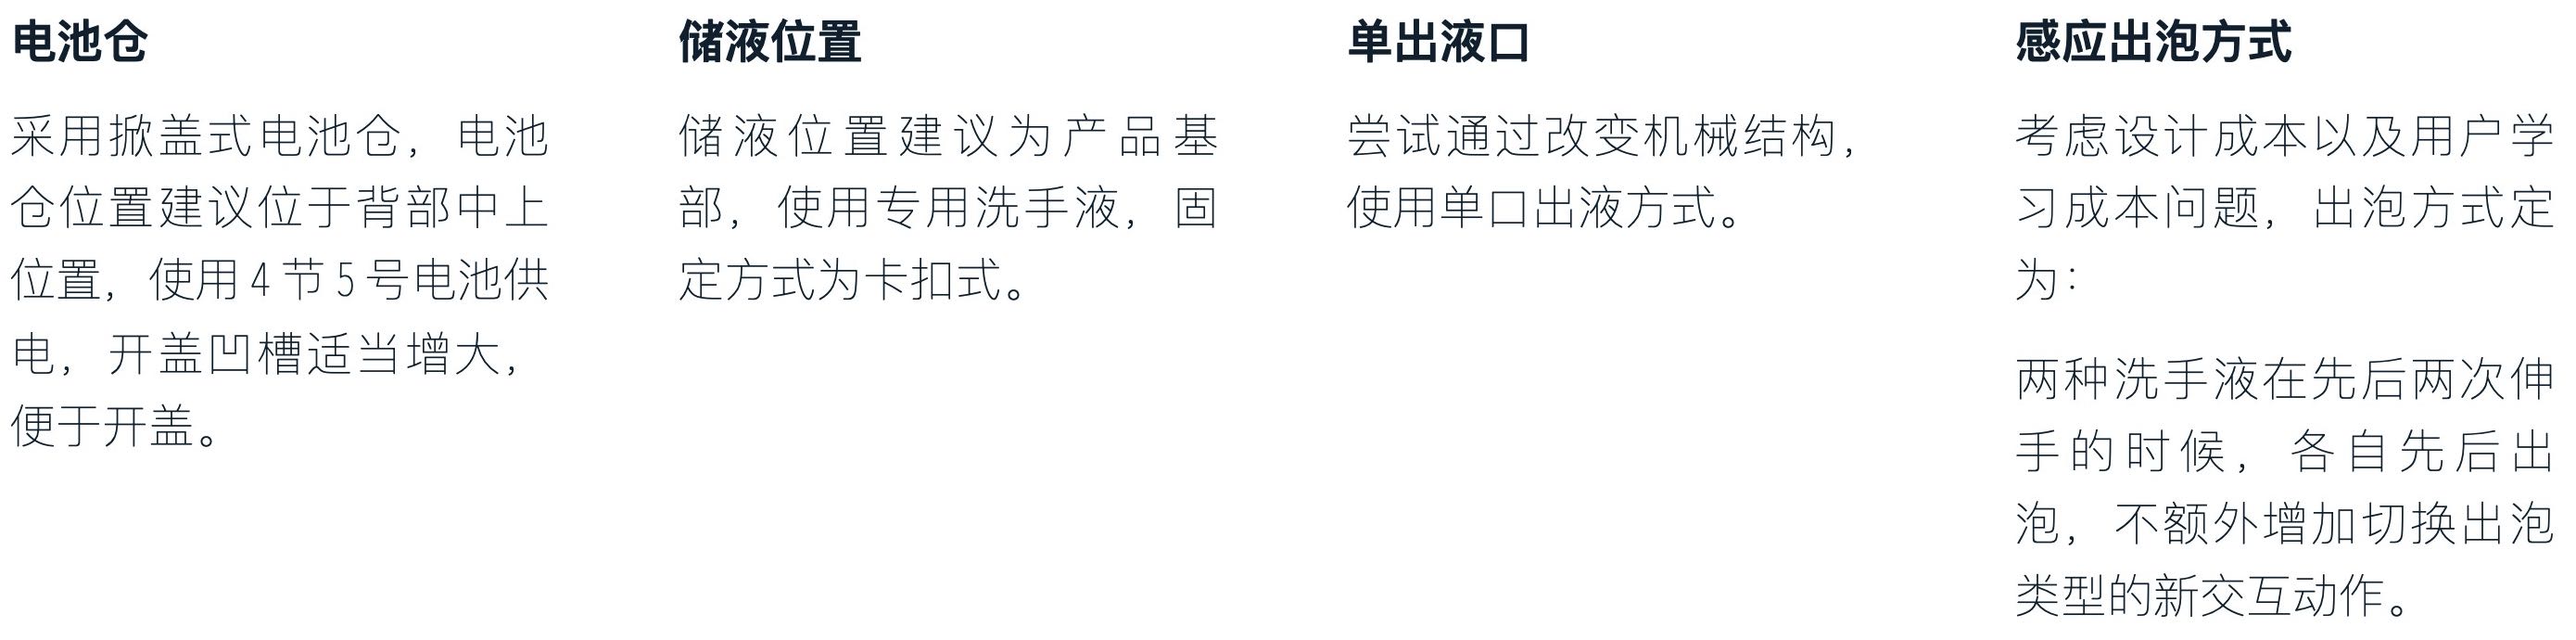 电池仓
采用掀盖式电池仓，电池
仓位置建议位于背部中上
位置，使用4节5号电池供
电，开盖凹槽适当增大，
便于开盖。
储液位置
储液位置建议为产品基
部，使用专用洗手液，固
定方式为卡扣式。
单出液口
尝试通过改变机械结构，
使用单口出液方式。
感应出泡方式
考虑设计成本以及用户学
习成本问题，出泡方式定
为：
两种洗手液在先后两次伸
手的时候，各自先后出
泡，不额外增加切换出泡
类型的新交互动作。